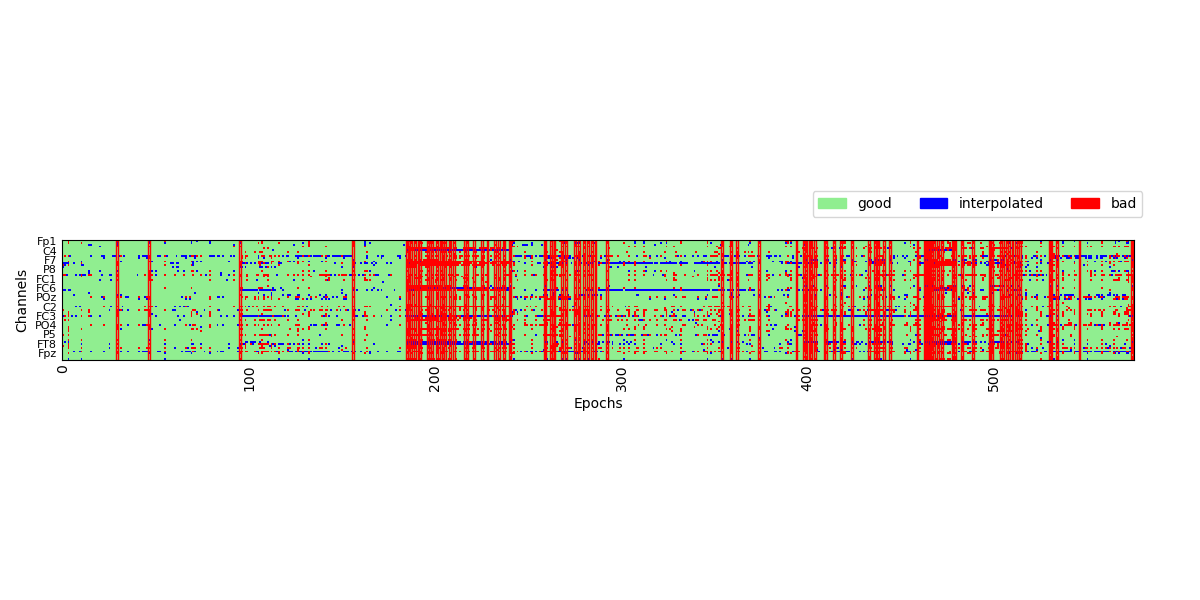 good interpolated bad
Fp1
C4
F7
P8
FC1
FC6
POz
C2
FC3
PO4
P5
FT8
Fpz
Channels
0 100 200 300 400 500
Epochs